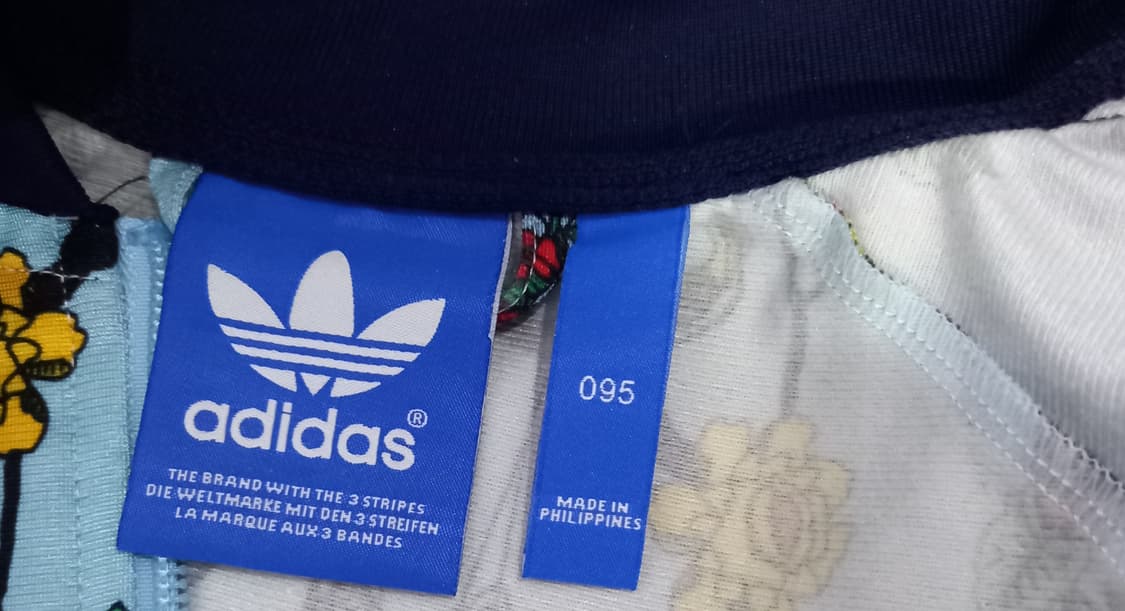 adidas®
THE BRAND WITH THE 3 STRIPES
DIE WELTMARKE MIT DEN 3 STREIFEN
LA MARQUE AUX 3 BANDES
095
MADE IN
PHILIPPINES